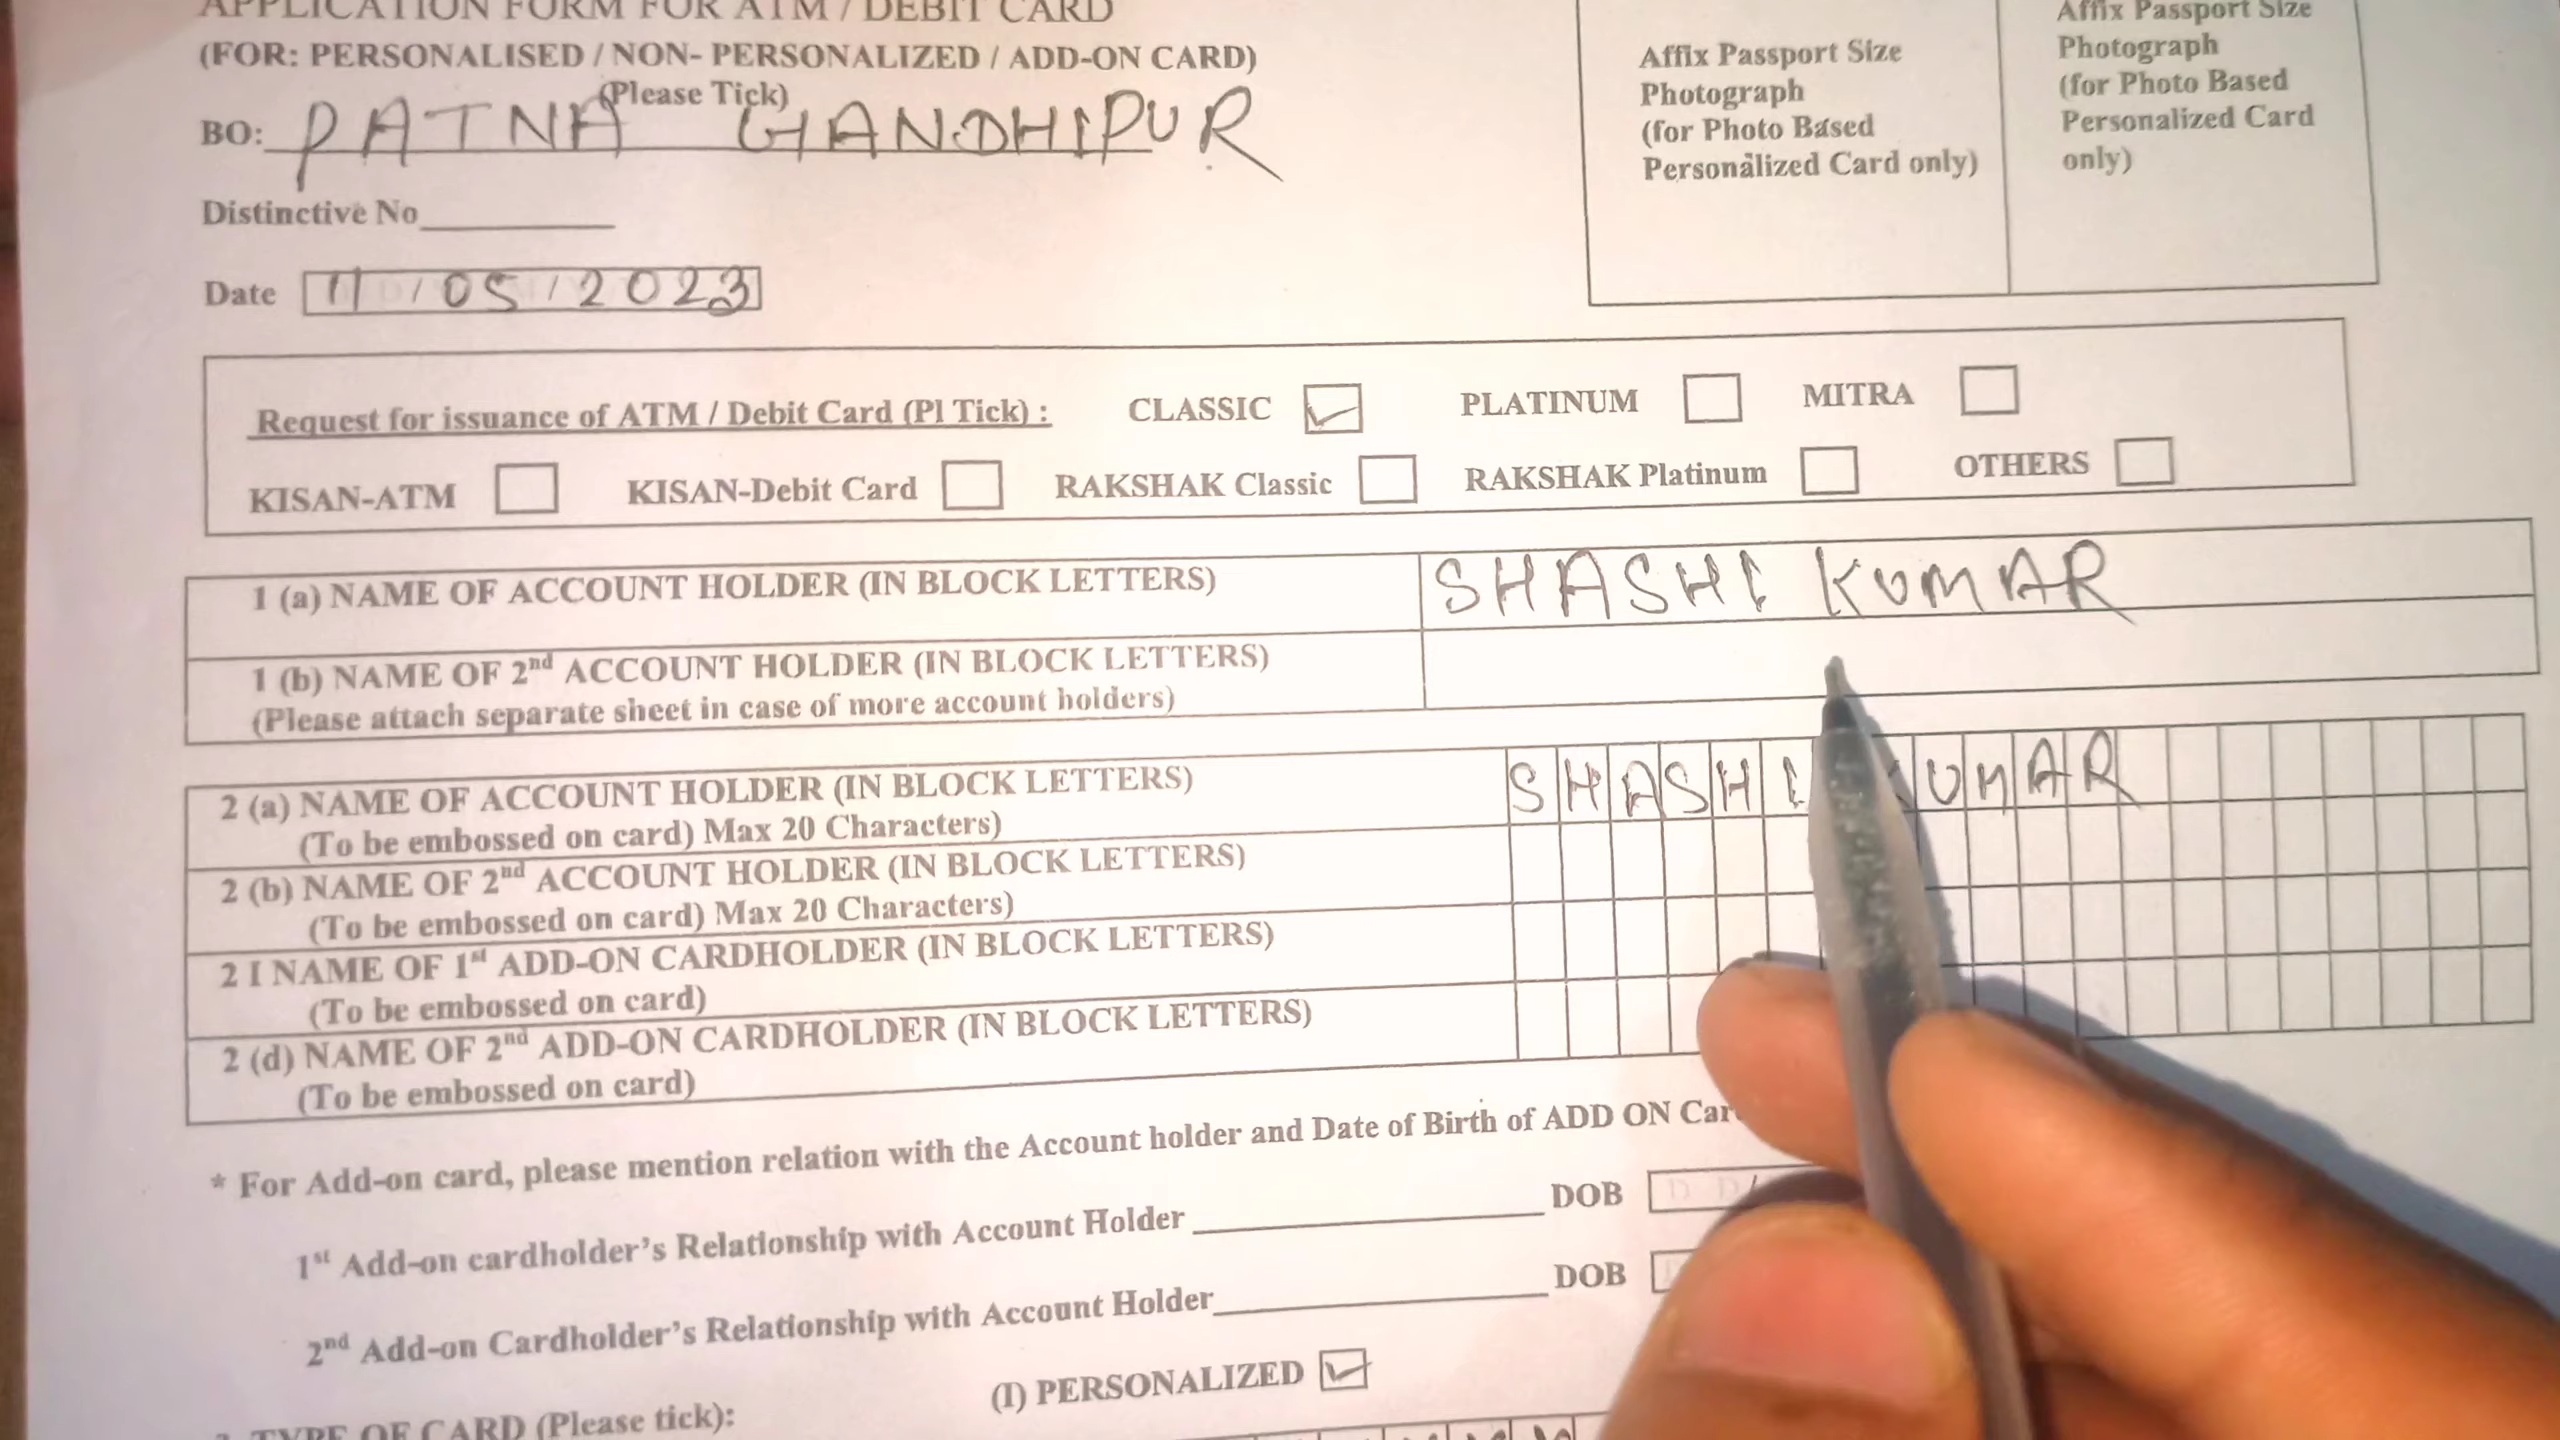 APPLICATION FORM FOR ATM / DEBIT CARD
(FOR: PERSONALISED / NON- PERSONALIZED / ADD-ON CARD)
(Please Tick)
BO: PATNA GANDHIPUR
Distinctive No
Date 11/05/2023
Affix Passport Size
Photograph
(for Photo Based
Personalized Card only)
Affix Passport Size
Photograph
(for Photo Based
Personalized Card
only)
Request for issuance of ATM / Debit Card (Pl Tick) : CLASSIC PLATINUM MITRA
KISAN-ATM KISAN-Debit Card RAKSHAK Classic RAKSHAK Platinum OTHERS
1 (a) NAME OF ACCOUNT HOLDER (IN BLOCK LETTERS) SHASHI KUMAR
1 (b) NAME OF 2nd ACCOUNT HOLDER (IN BLOCK LETTERS)
(Please attach separate sheet in case of more account holders)
2 (a) NAME OF ACCOUNT HOLDER (IN BLOCK LETTERS) SHASHI UMAR
(To be embossed on card) Max 20 Characters)
2 (b) NAME OF 2nd ACCOUNT HOLDER (IN BLOCK LETTERS)
(To be embossed on card) Max 20 Characters)
2 I NAME OF 1st ADD-ON CARDHOLDER (IN BLOCK LETTERS)
(To be embossed on card)
2 (d) NAME OF 2nd ADD-ON CARDHOLDER (IN BLOCK LETTERS)
(To be embossed on card)
* For Add-on card, please mention relation with the Account holder and Date of Birth of ADD ON Car
1st Add-on cardholder's Relationship with Account Holder DOB D D/
2nd Add-on Cardholder's Relationship with Account Holder DOB
(I) PERSONALIZED
TYPE OF CARD (Please tick):